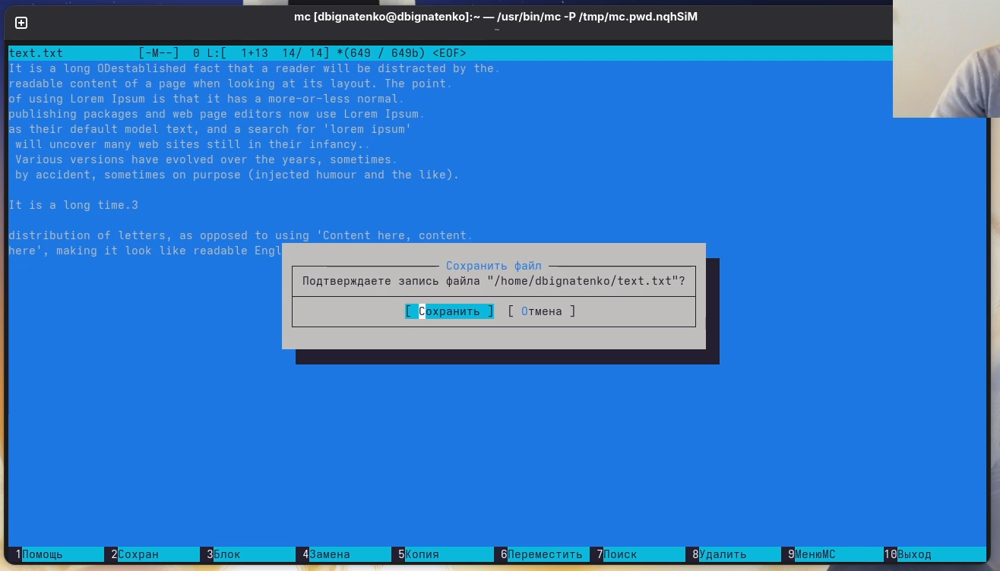 mc [dbignatenko@dbignatenko]:~ — /usr/bin/mc -P /tmp/mc.pwd.nqhSiM
~
text.txt [-M--] 0 L:[ 1+13 14/ 14] *(649 / 649b) <EOF>
It is a long ODestablished fact that a reader will be distracted by the.
readable content of a page when looking at its layout. The point.
of using Lorem Ipsum is that it has a more-or-less normal.
publishing packages and web page editors now use Lorem Ipsum.
as their default model text, and a search for 'lorem ipsum'
will uncover many web sites still in their infancy..
Various versions have evolved over the years, sometimes.
by accident, sometimes on purpose (injected humour and the like).
It is a long time.3
distribution of letters, as opposed to using 'Content here, content.
here', making it look like readable Engl
Сохранить файл
Подтверждаете запись файла "/home/dbignatenko/text.txt"?
[ Сохранить ] [ Отмена ]
1Помощь 2Сохран 3Блок 4Замена 5Копия 6Переместить 7Поиск 8Удалить 9МенюMC 10Выход